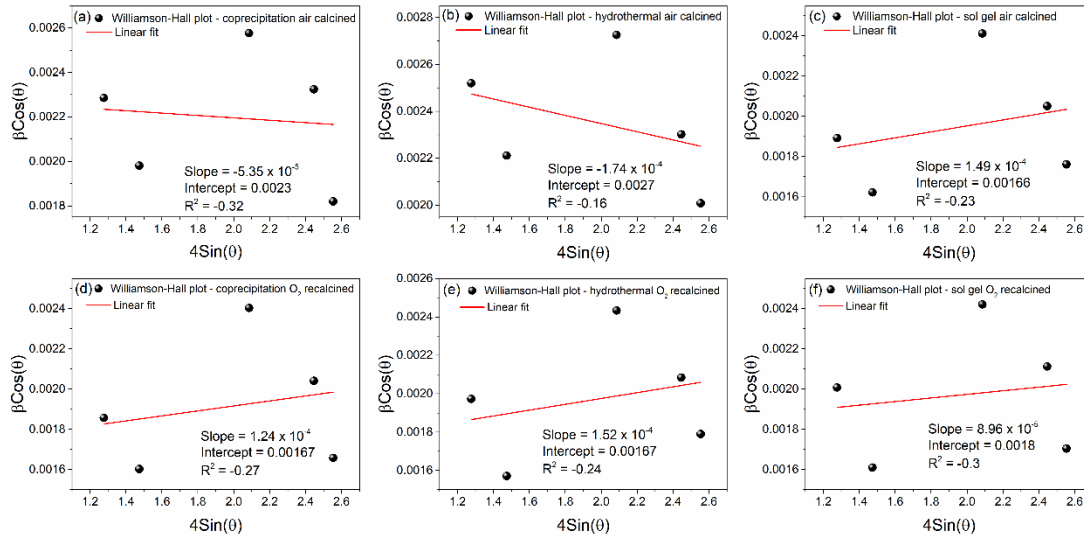 (a) Williamson-Hall plot - coprecipitation air calcined
Linear fit
0.0026
0.0024
0.0022
0.0020
0.0018
βCos(θ)
Slope = -5.35 x 10⁻⁵
Intercept = 0.0023
R² = -0.32
1.2 1.4 1.6 1.8 2.0 2.2 2.4 2.6
4Sin(θ)
(b) Williamson-Hall plot - hydrothermal air calcined
Linear fit
0.0028
0.0026
0.0024
0.0022
0.0020
βCos(θ)
Slope = -1.74 x 10⁻⁴
Intercept = 0.0027
R² = -0.16
1.2 1.4 1.6 1.8 2.0 2.2 2.4 2.6
4Sin(θ)
(c) Williamson-Hall plot - sol gel air calcined
Linear fit
0.0024
0.0022
0.0020
0.0018
0.0016
βCos(θ)
Slope = 1.49 x 10⁻⁴
Intercept = 0.00166
R² = -0.23
1.2 1.4 1.6 1.8 2.0 2.2 2.4 2.6
4Sin(θ)
(d) Williamson-Hall plot - coprecipitation O₂ recalcined
Linear fit
0.0024
0.0022
0.0020
0.0018
0.0016
βCos(θ)
Slope = 1.24 x 10⁻⁴
Intercept = 0.00167
R² = -0.27
1.2 1.4 1.6 1.8 2.0 2.2 2.4 2.6
4Sin(θ)
(e) Williamson-Hall plot - hydrothermal O₂ recalcined
Linear fit
0.0026
0.0024
0.0022
0.0020
0.0018
0.0016
βCos(θ)
Slope = 1.52 x 10⁻⁴
Intercept = 0.00167
R² = -0.24
1.2 1.4 1.6 1.8 2.0 2.2 2.4 2.6
4Sin(θ)
(f) Williamson-Hall plot - sol gel O₂ recalcined
Linear fit
0.0024
0.0022
0.0020
0.0018
0.0016
βCos(θ)
Slope = 8.96 x 10⁻⁵
Intercept = 0.0018
R² = -0.3
1.2 1.4 1.6 1.8 2.0 2.2 2.4 2.6
4Sin(θ)